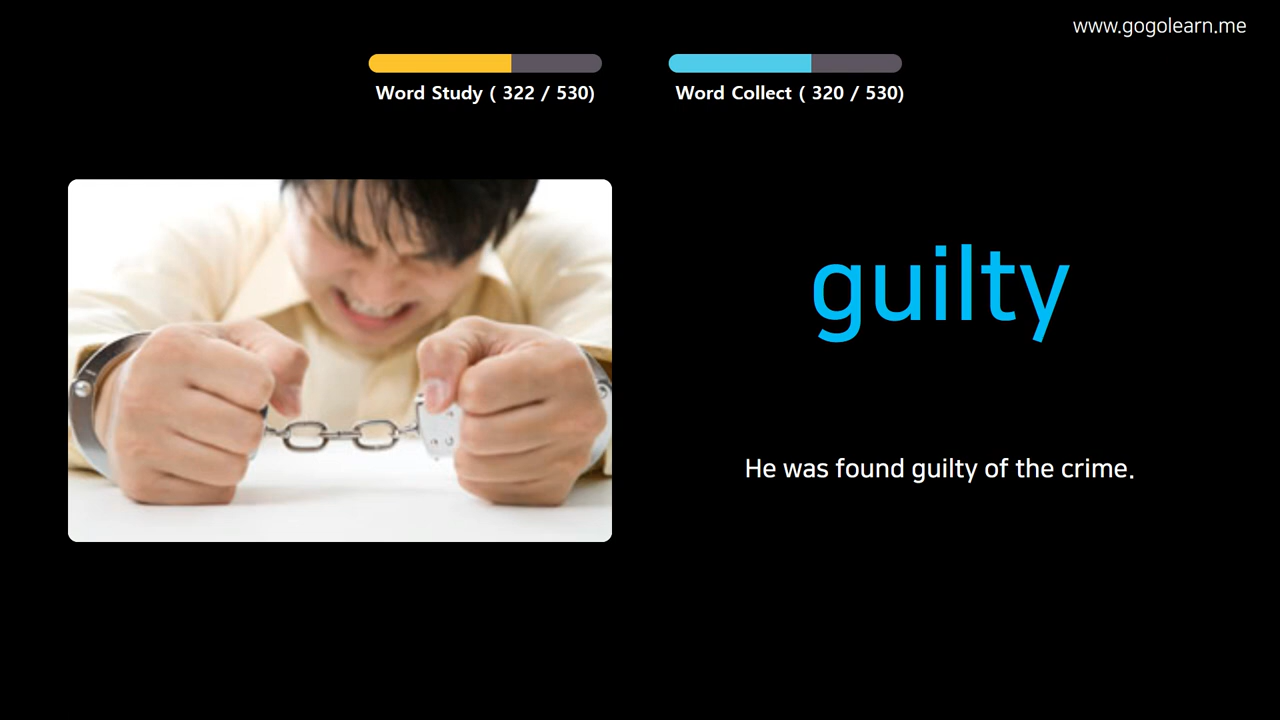 www.gogolearn.me
Word Study ( 322 / 530)
Word Collect ( 320 / 530)
guilty
He was found guilty of the crime.